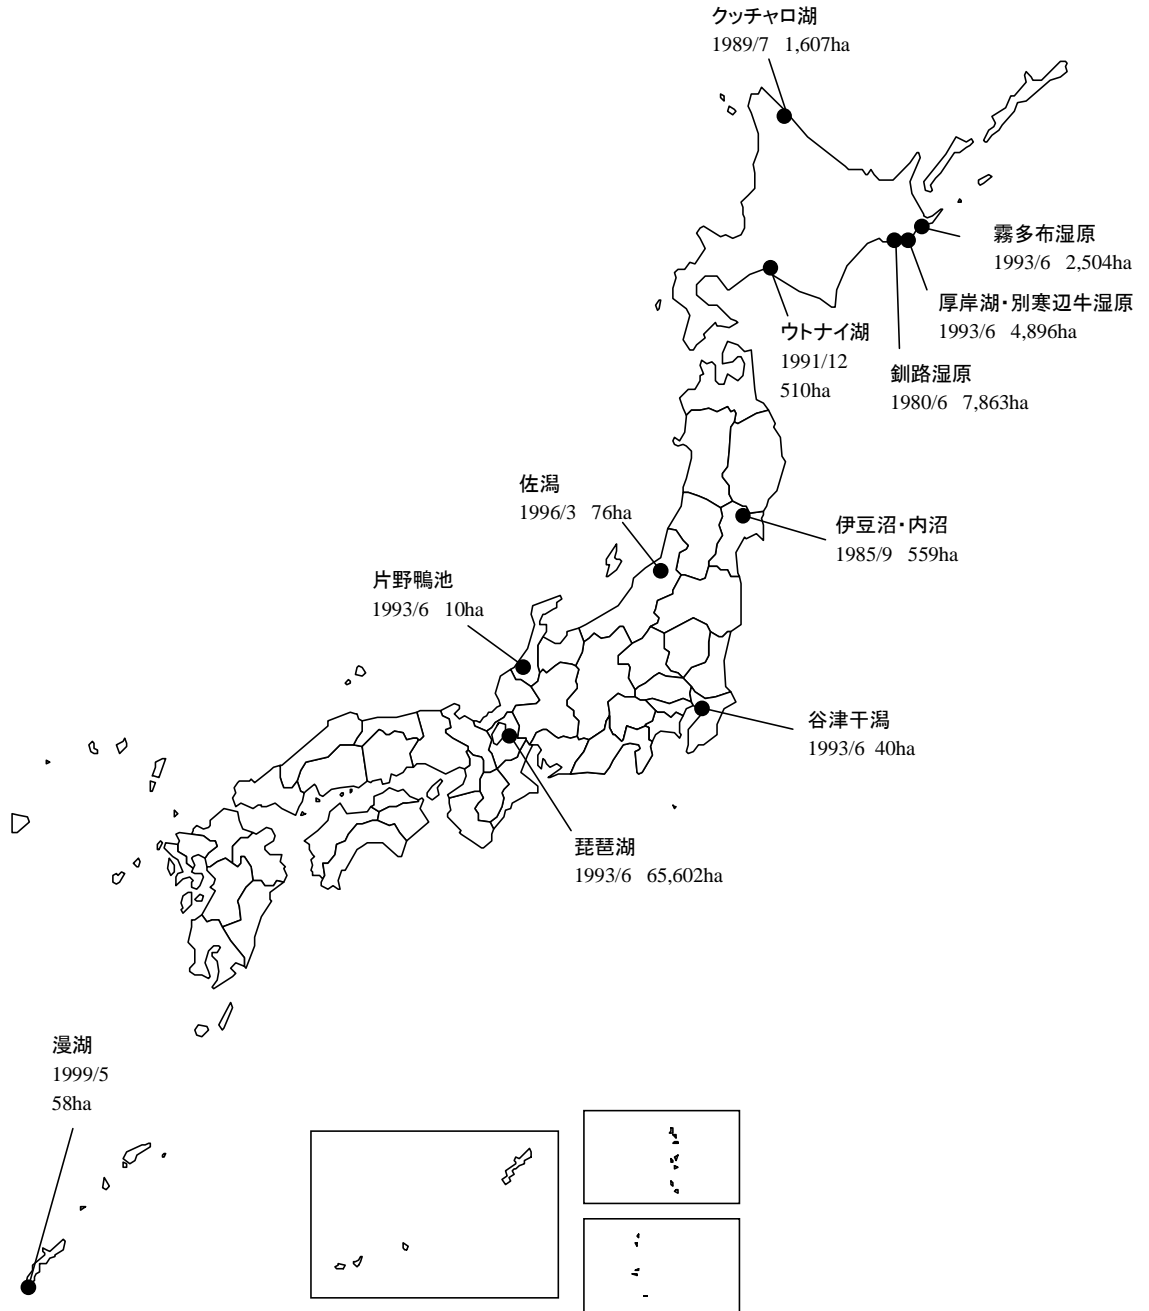 クッチャロ湖
1989/7 1,607ha
霧多布湿原
1993/6 2,504ha
厚岸湖・別寒辺牛湿原
1993/6 4,896ha
ウトナイ湖
1991/12
510ha
釧路湿原
1980/6 7,863ha
佐潟
1996/3 76ha
伊豆沼・内沼
1985/9 559ha
片野鴨池
1993/6 10ha
谷津干潟
1993/6 40ha
琵琶湖
1993/6 65,602ha
漫湖
1999/5
58ha